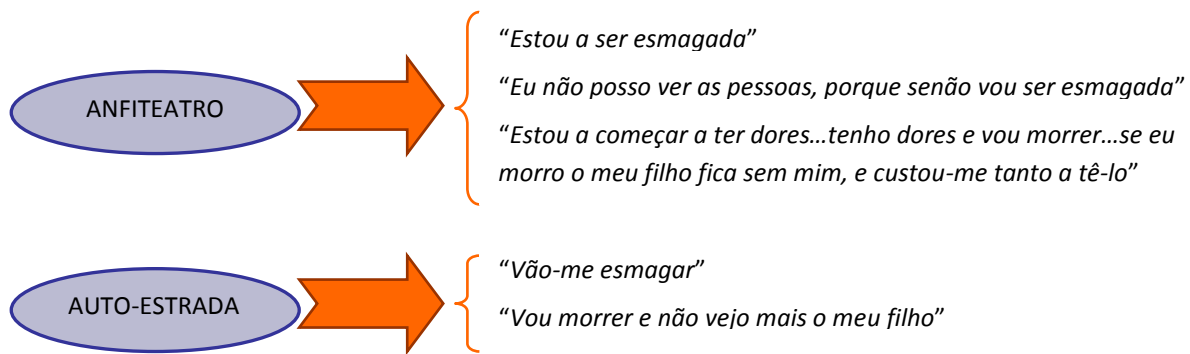 “Estou a ser esmagada”
“Eu não posso ver as pessoas, porque senão vou ser esmagada”
ANFITEATRO
“Estou a começar a ter dores…tenho dores e vou morrer…se eu
morro o meu filho fica sem mim, e custou-me tanto a tê-lo”
“Vão-me esmagar”
AUTO-ESTRADA
“Vou morrer e não vejo mais o meu filho”